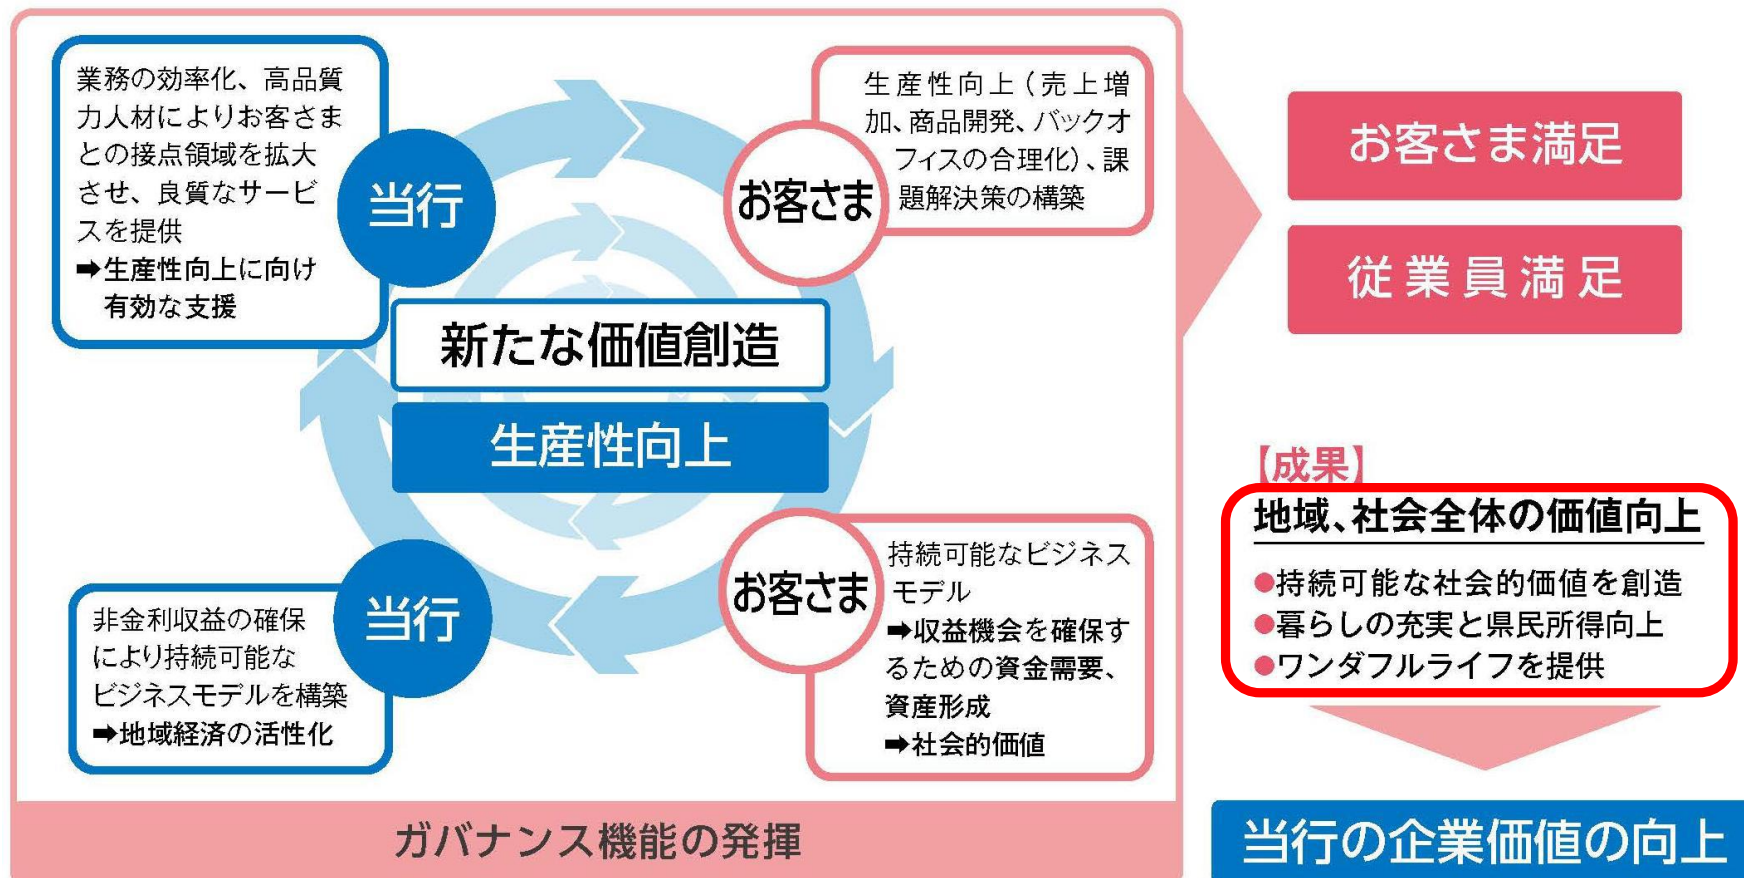 業務の効率化、高品質
力人材によりお客さま
との接点領域を拡大
させ、良質なサービ
スを提供
➡生産性向上に向け
有効な支援
当行
お客さま
生産性向上（売上増
加、商品開発、バックオ
フィスの合理化）、課
題解決策の構築
新たな価値創造
生産性向上
当行
非金利収益の確保
により持続可能な
ビジネスモデルを構築
➡地域経済の活性化
お客さま
持続可能なビジネス
モデル
➡収益機会を確保す
るための資金需要、
資産形成
➡社会的価値
ガバナンス機能の発揮
お客さま満足
従業員満足
【成果】
地域、社会全体の価値向上
●持続可能な社会的価値を創造
●暮らしの充実と県民所得向上
●ワンダフルライフを提供
当行の企業価値の向上